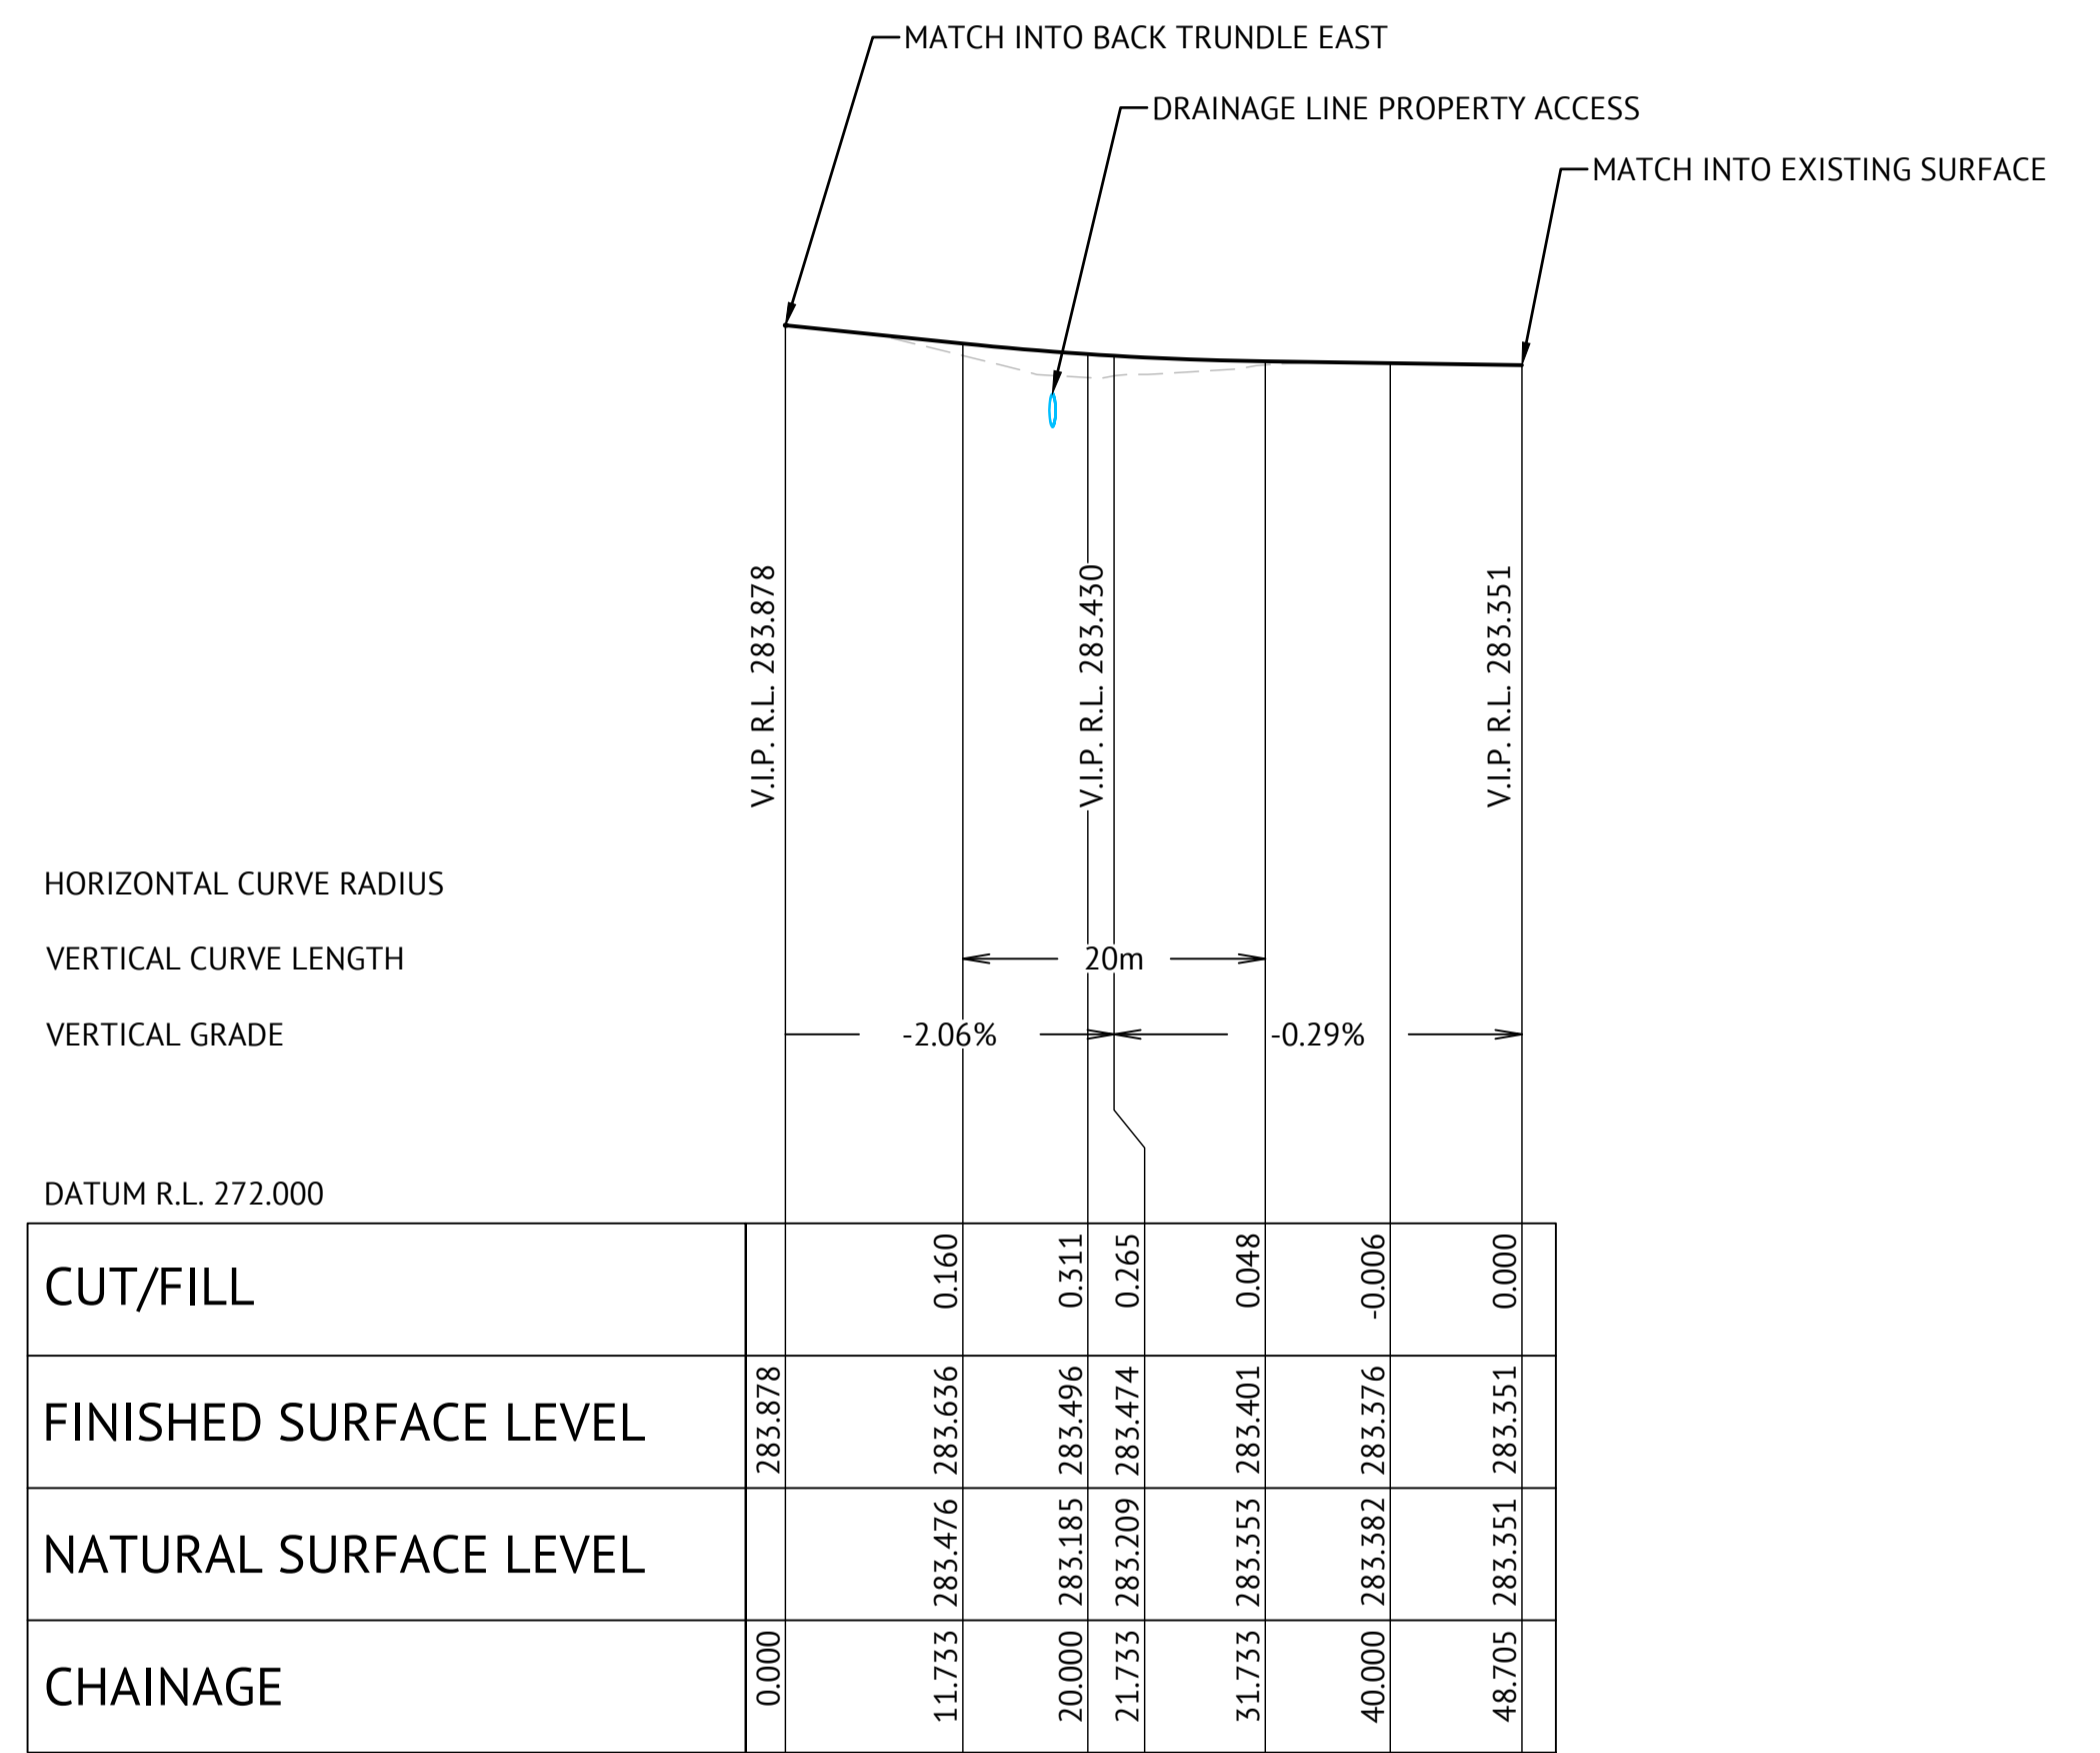 MATCH INTO BACK TRUNDLE EAST
DRAINAGE LINE PROPERTY ACCESS
MATCH INTO EXISTING SURFACE
V.I.P. R.L. 283.878
V.I.P. R.L. 283.430
V.I.P. R.L. 283.351
HORIZONTAL CURVE RADIUS
VERTICAL CURVE LENGTH
20m
VERTICAL GRADE
-2.06%
-0.29%
DATUM R.L. 272.000
CUT/FILL
0.160
0.311
0.265
0.048
-0.006
0.000
FINISHED SURFACE LEVEL
283.878
283.636
283.496
283.474
283.401
283.376
283.351
NATURAL SURFACE LEVEL
283.476
283.185
283.209
283.353
283.382
283.351
CHAINAGE
0.000
11.733
20.000
21.733
31.733
40.000
48.705